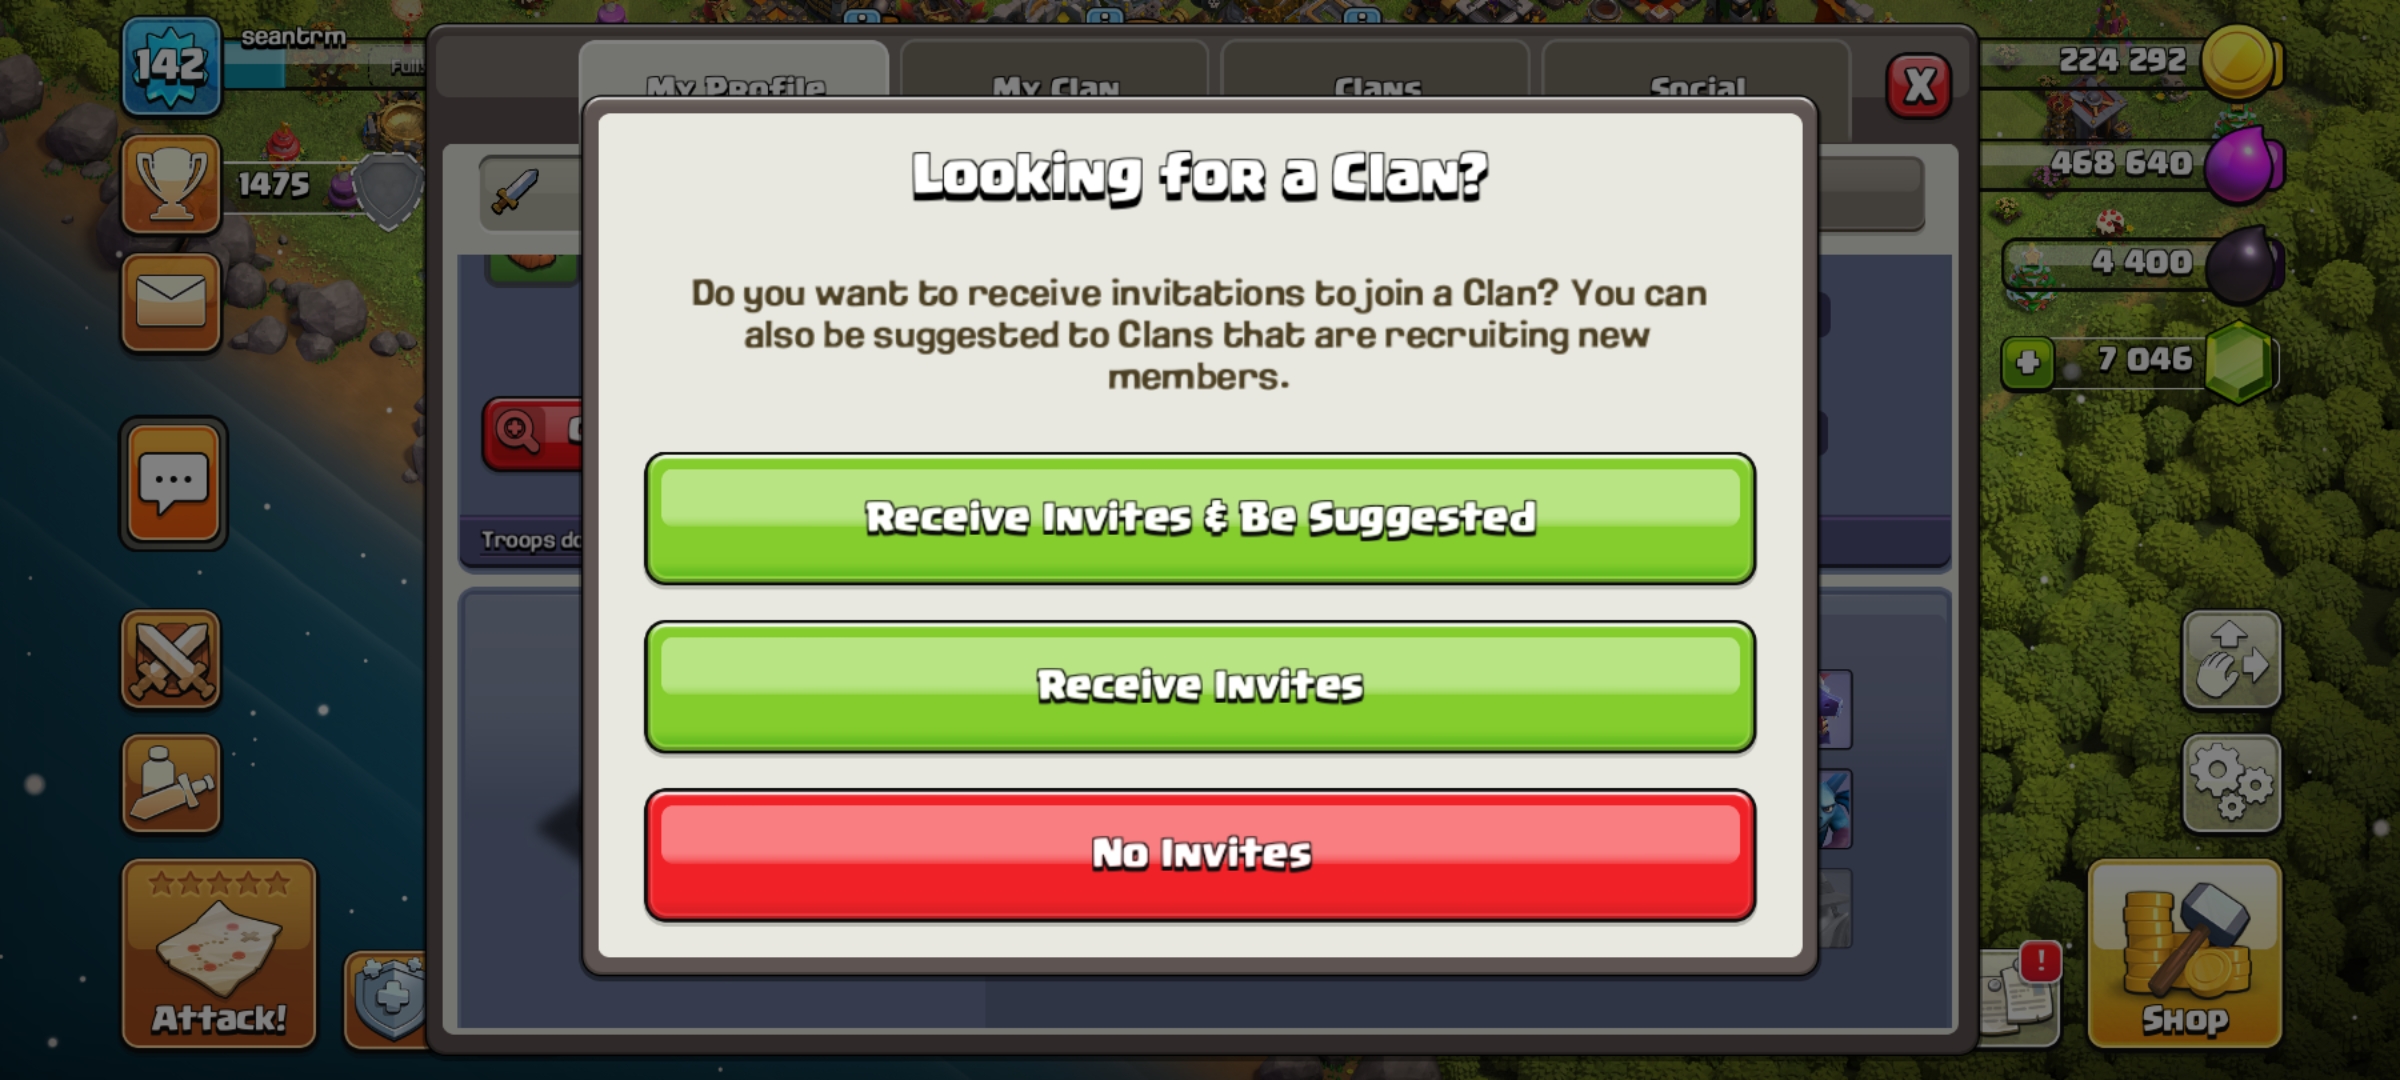 142
seantrm
Full
1475
My Profile
My Clan
Clans
Social
X
224 292
468 640
4 400
7 046
Looking for a Clan?
Do you want to receive invitations to join a Clan? You can
also be suggested to Clans that are recruiting new
members.
Receive Invites & Be Suggested
Receive Invites
No Invites
Troops
Attack!
!
Shop